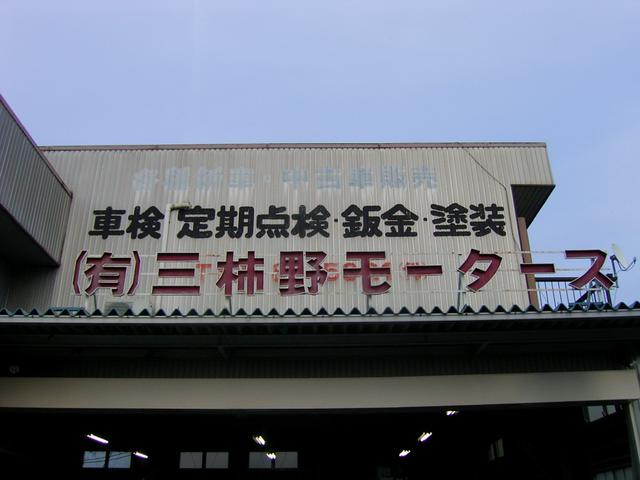 各種新車・中古車販売
車検 定期点検・鈑金・塗装
(有)三柿野モータース